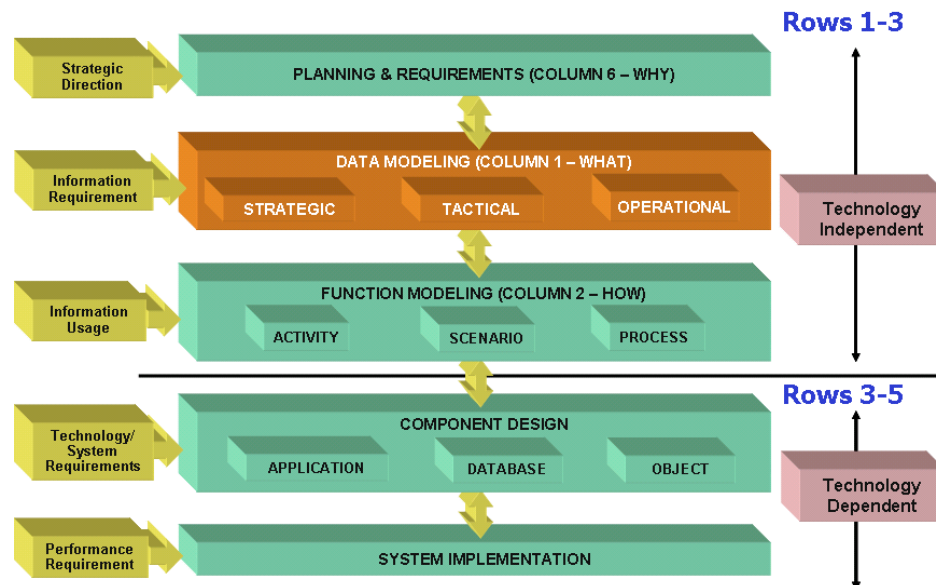 Rows 1-3
Strategic
Direction
PLANNING & REQUIREMENTS (COLUMN 6 – WHY)
DATA MODELING (COLUMN 1 – WHAT)
Information
Requirement
STRATEGIC
TACTICAL
OPERATIONAL
Technology
Independent
FUNCTION MODELING (COLUMN 2 – HOW)
Information
Usage
ACTIVITY
SCENARIO
PROCESS
Rows 3-5
Technology/
System
Requirements
COMPONENT DESIGN
APPLICATION
DATABASE
OBJECT
Technology
Dependent
Performance
Requirement
SYSTEM IMPLEMENTATION